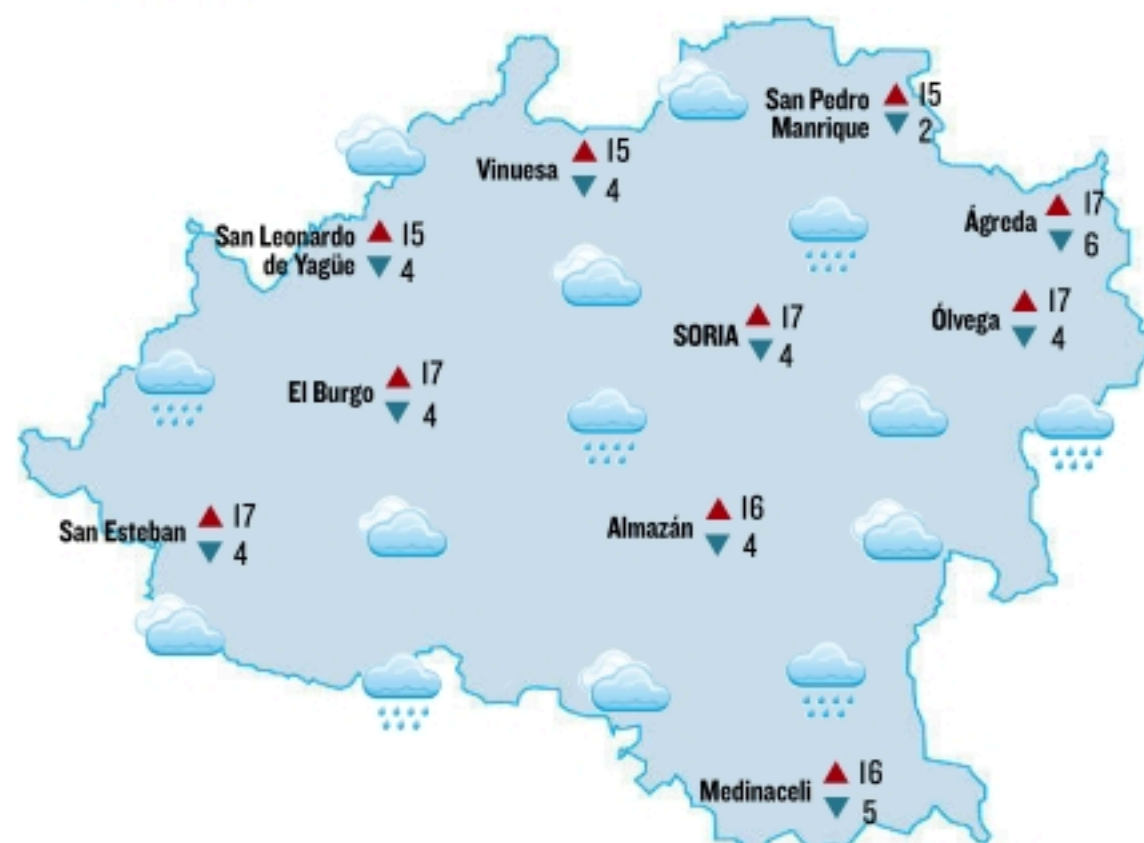 San Pedro 15
Manrique 2
Vinuesa 15
4
Ágreda 17
6
San Leonardo 15
de Yagüe 4
SORIA 17
4
Ólvega 17
4
El Burgo 17
4
San Esteban 17
4
Almazán 16
4
Medinaceli 16
5